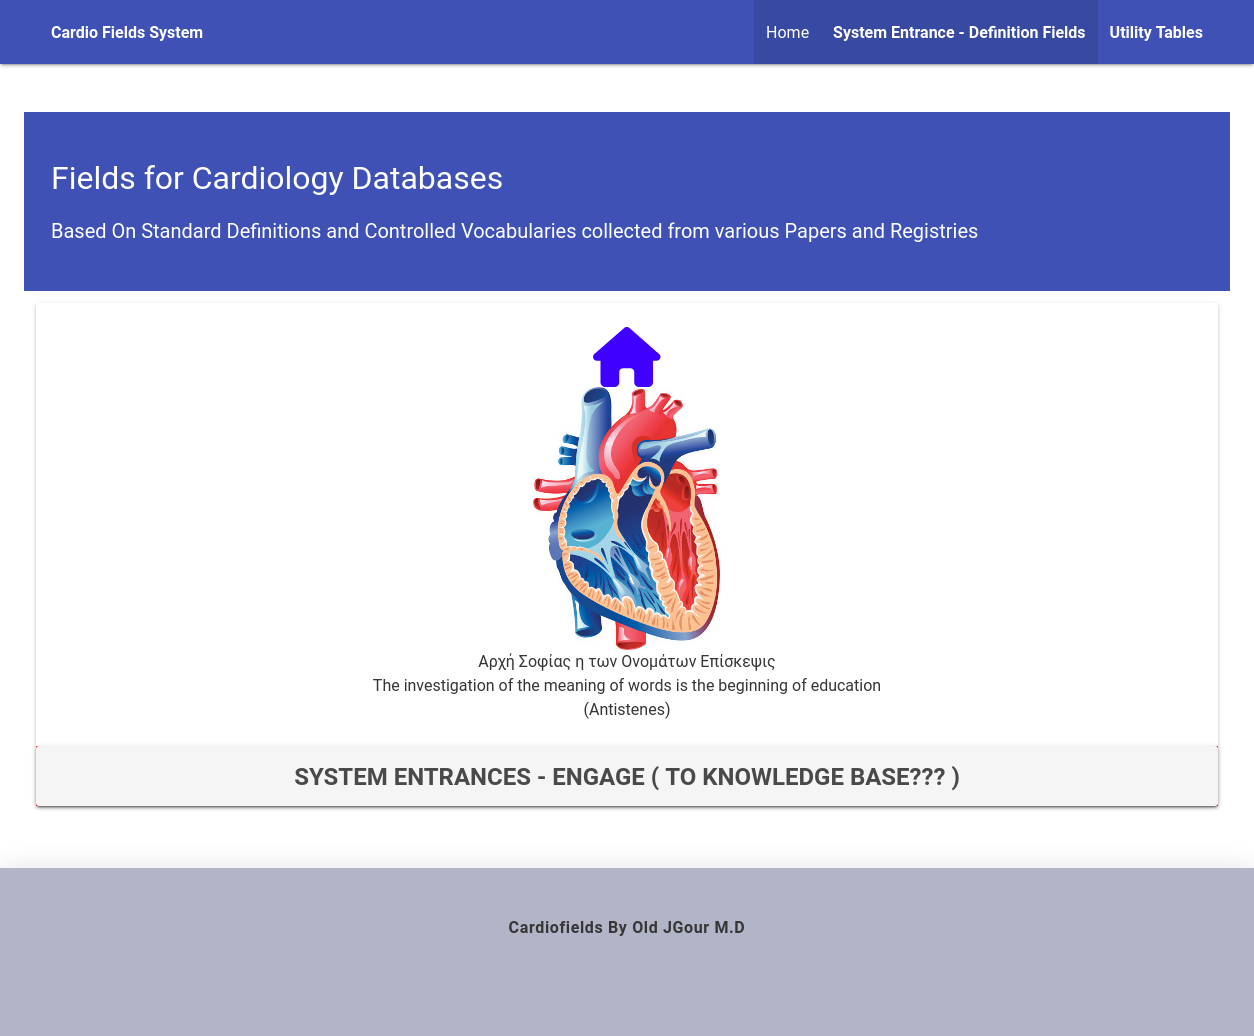 Cardio Fields System
Home
System Entrance - Definition Fields
Utility Tables
Fields for Cardiology Databases
Based On Standard Definitions and Controlled Vocabularies collected from various Papers and Registries
Αρχή Σοφίας η των Ονομάτων Επίσκεψις
The investigation of the meaning of words is the beginning of education
(Antistenes)
SYSTEM ENTRANCES - ENGAGE ( TO KNOWLEDGE BASE??? )
Cardiofields By Old JGour M.D